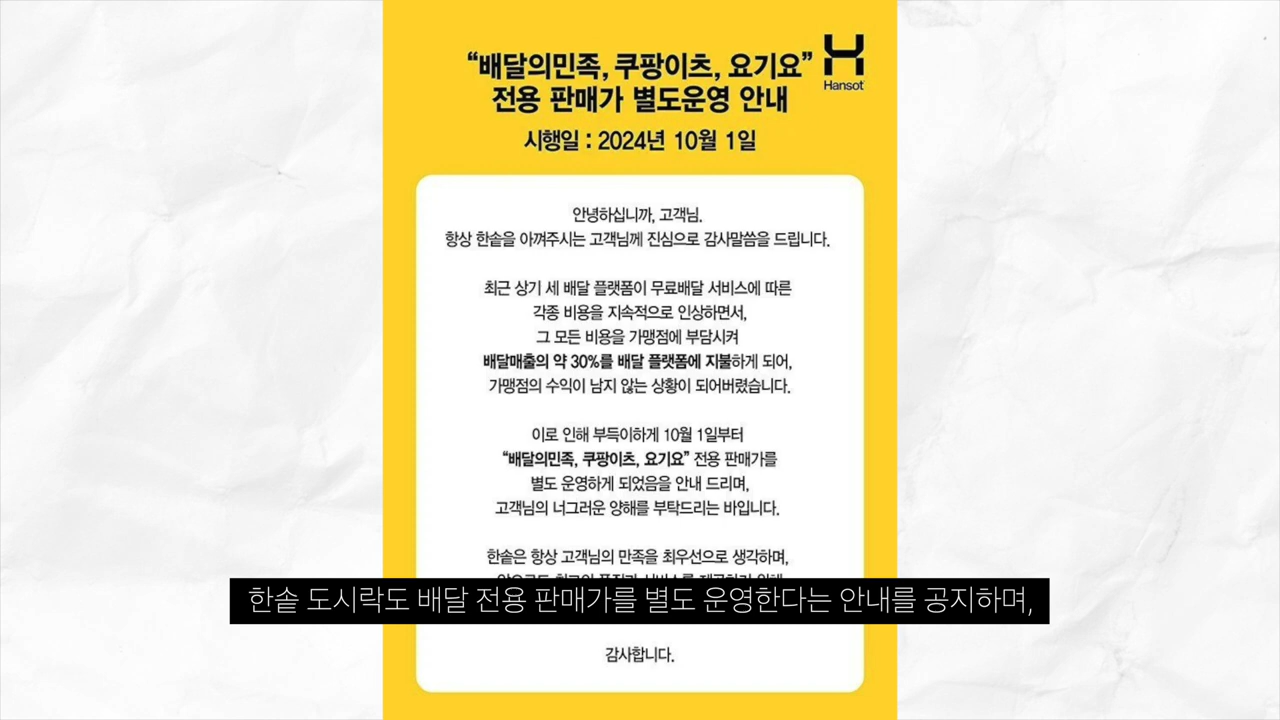 “배달의민족, 쿠팡이츠, 요기요”
전용 판매가 별도운영 안내
Hansot
시행일 : 2024년 10월 1일
안녕하십니까, 고객님.
항상 한솥을 아껴주시는 고객님께 진심으로 감사말씀을 드립니다.
최근 상기 세 배달 플랫폼이 무료배달 서비스에 따른
각종 비용을 지속적으로 인상하면서,
그 모든 비용을 가맹점에 부담시켜
배달매출의 약 30%를 배달 플랫폼에 지불하게 되어,
가맹점의 수익이 남지 않는 상황이 되어버렸습니다.
이로 인해 부득이하게 10월 1일부터
“배달의민족, 쿠팡이츠, 요기요” 전용 판매가를
별도 운영하게 되었음을 안내 드리며,
고객님의 너그러운 양해를 부탁드리는 바입니다.
한솥은 항상 고객님의 만족을 최우선으로 생각하며,
한솥 도시락도 배달 전용 판매가를 별도 운영한다는 안내를 공지하며,
감사합니다.